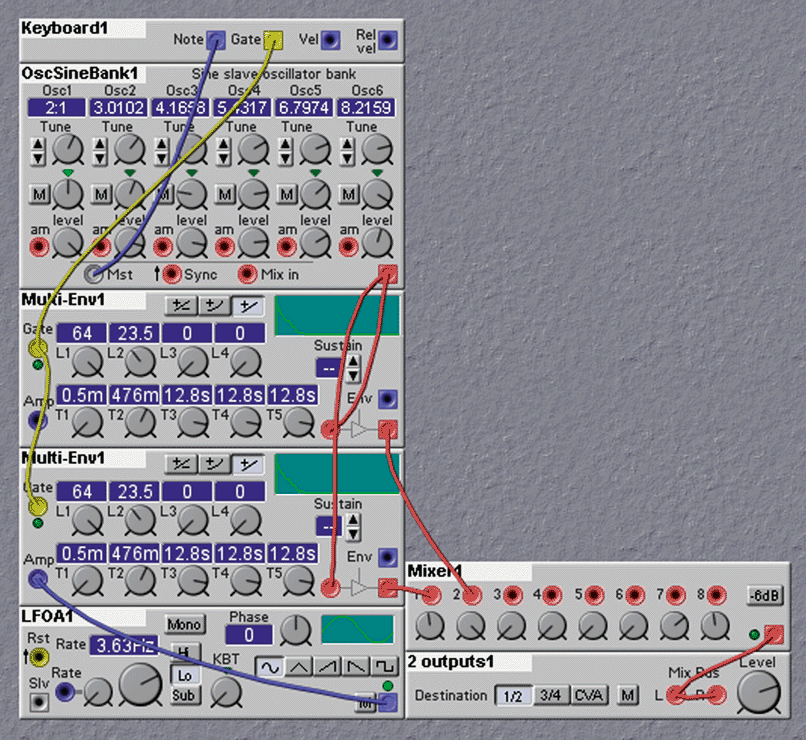 Keyboard1
Note Gate Vel Rel vel
OscSineBank1 Sine slave oscillator bank
Osc1 Osc2 Osc3 Osc4 Osc5 Osc6
2:1 3.0102 4.1658 5.4317 6.7974 8.2159
Tune Tune Tune Tune Tune Tune
M M M M M M
level level level level level level
am am am am am am
Mst Sync Mix in
Multi-Env1
Gate 64 23.5 0 0
L1 L2 L3 L4 Sustain
--
Amp 0.5m 476m 12.8s 12.8s 12.8s Env
T1 T2 T3 T4 T5
Multi-Env1
Gate 64 23.5 0 0
L1 L2 L3 L4 Sustain
--
Amp 0.5m 476m 12.8s 12.8s 12.8s Env
T1 T2 T3 T4 T5
Mixer1
1 2 3 4 5 6 7 8 -6dB
LFOA1
Mono Phase
0
Rst Rate 3.63Hz Hi
Lo
Sub
KBT
Slv Rate
2 outputs1
Destination 1/2 3/4 CVA M Mix Bus Level
L R